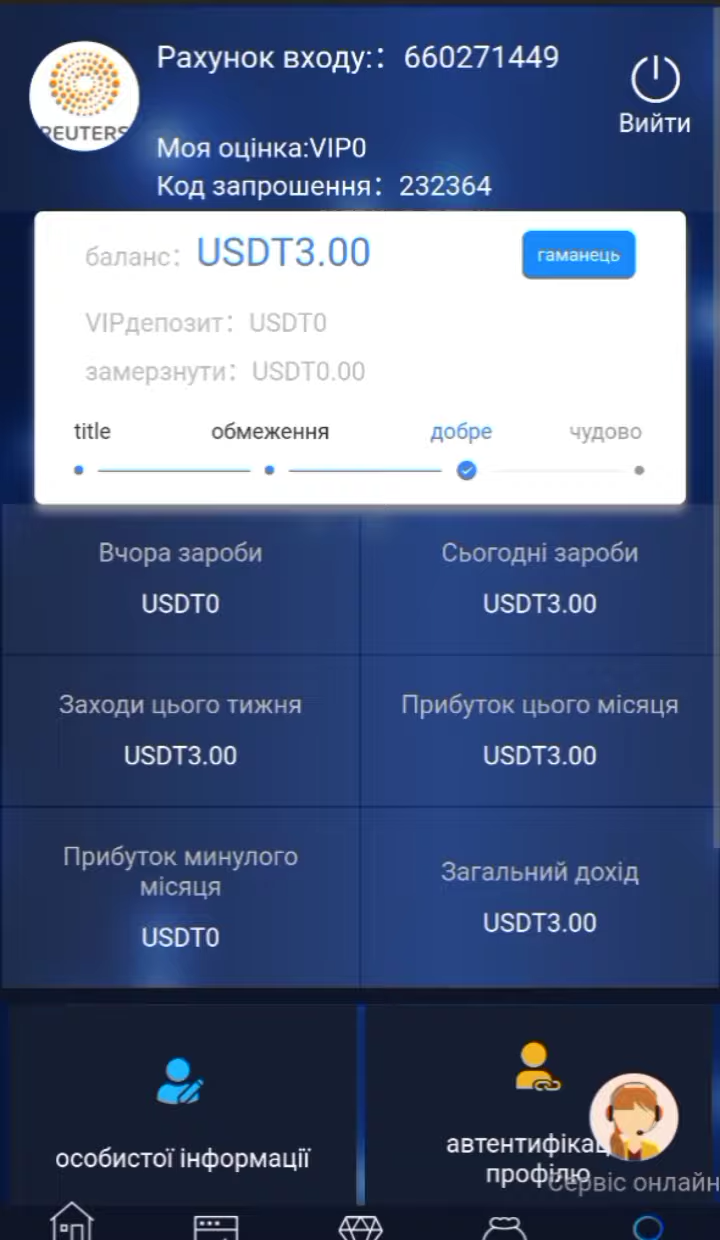 Рахунок входу:： 660271449
REUTERS
Вийти
Моя оцінка:VIP0
Код запрошення： 232364
баланс： USDT3.00
гаманець
VIPдепозит： USDT0
замерзнути： USDT0.00
title обмеження добре чудово
Вчора зароби Сьогодні зароби
USDT0 USDT3.00
Заходи цього тижня Прибуток цього місяця
USDT3.00 USDT3.00
Прибуток минулого
місяця
Загальний дохід
USDT0 USDT3.00
особистої інформації
автентифікац
профілю
Сервіс онлайн